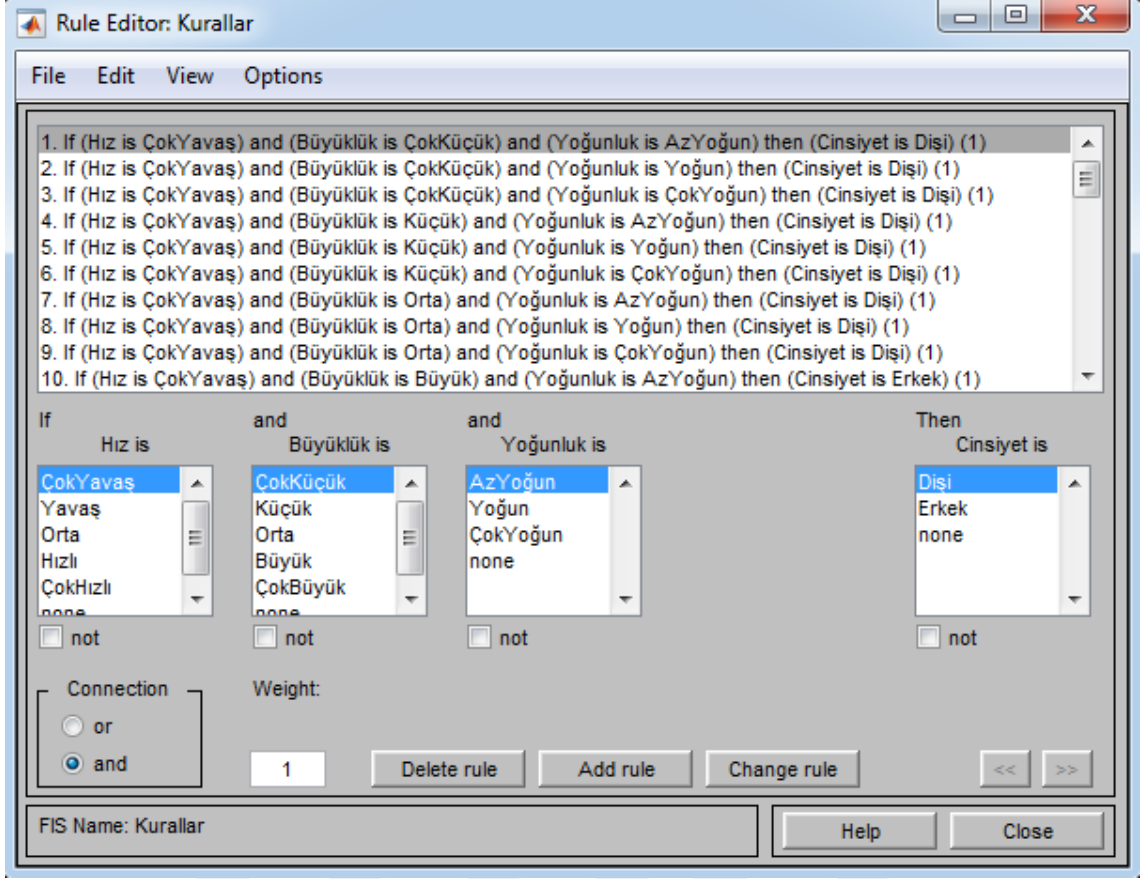 Rule Editor: Kurallar
File Edit View Options
1. If (Hız is ÇokYavaş) and (Büyüklük is ÇokKüçük) and (Yoğunluk is AzYoğun) then (Cinsiyet is Dişi) (1)
2. If (Hız is ÇokYavaş) and (Büyüklük is ÇokKüçük) and (Yoğunluk is Yoğun) then (Cinsiyet is Dişi) (1)
3. If (Hız is ÇokYavaş) and (Büyüklük is ÇokKüçük) and (Yoğunluk is ÇokYoğun) then (Cinsiyet is Dişi) (1)
4. If (Hız is ÇokYavaş) and (Büyüklük is Küçük) and (Yoğunluk is AzYoğun) then (Cinsiyet is Dişi) (1)
5. If (Hız is ÇokYavaş) and (Büyüklük is Küçük) and (Yoğunluk is Yoğun) then (Cinsiyet is Dişi) (1)
6. If (Hız is ÇokYavaş) and (Büyüklük is Küçük) and (Yoğunluk is ÇokYoğun) then (Cinsiyet is Dişi) (1)
7. If (Hız is ÇokYavaş) and (Büyüklük is Orta) and (Yoğunluk is AzYoğun) then (Cinsiyet is Dişi) (1)
8. If (Hız is ÇokYavaş) and (Büyüklük is Orta) and (Yoğunluk is Yoğun) then (Cinsiyet is Dişi) (1)
9. If (Hız is ÇokYavaş) and (Büyüklük is Orta) and (Yoğunluk is ÇokYoğun) then (Cinsiyet is Dişi) (1)
10. If (Hız is ÇokYavaş) and (Büyüklük is Büyük) and (Yoğunluk is AzYoğun) then (Cinsiyet is Erkek) (1)
If
Hız is
ÇokYavaş
Yavaş
Orta
Hızlı
ÇokHızlı
none
not
and
Büyüklük is
ÇokKüçük
Küçük
Orta
Büyük
ÇokBüyük
none
not
and
Yoğunluk is
AzYoğun
Yoğun
ÇokYoğun
none
not
Then
Cinsiyet is
Dişi
Erkek
none
not
Connection
or
and
Weight:
1
Delete rule
Add rule
Change rule
<<
>>
FIS Name: Kurallar
Help
Close